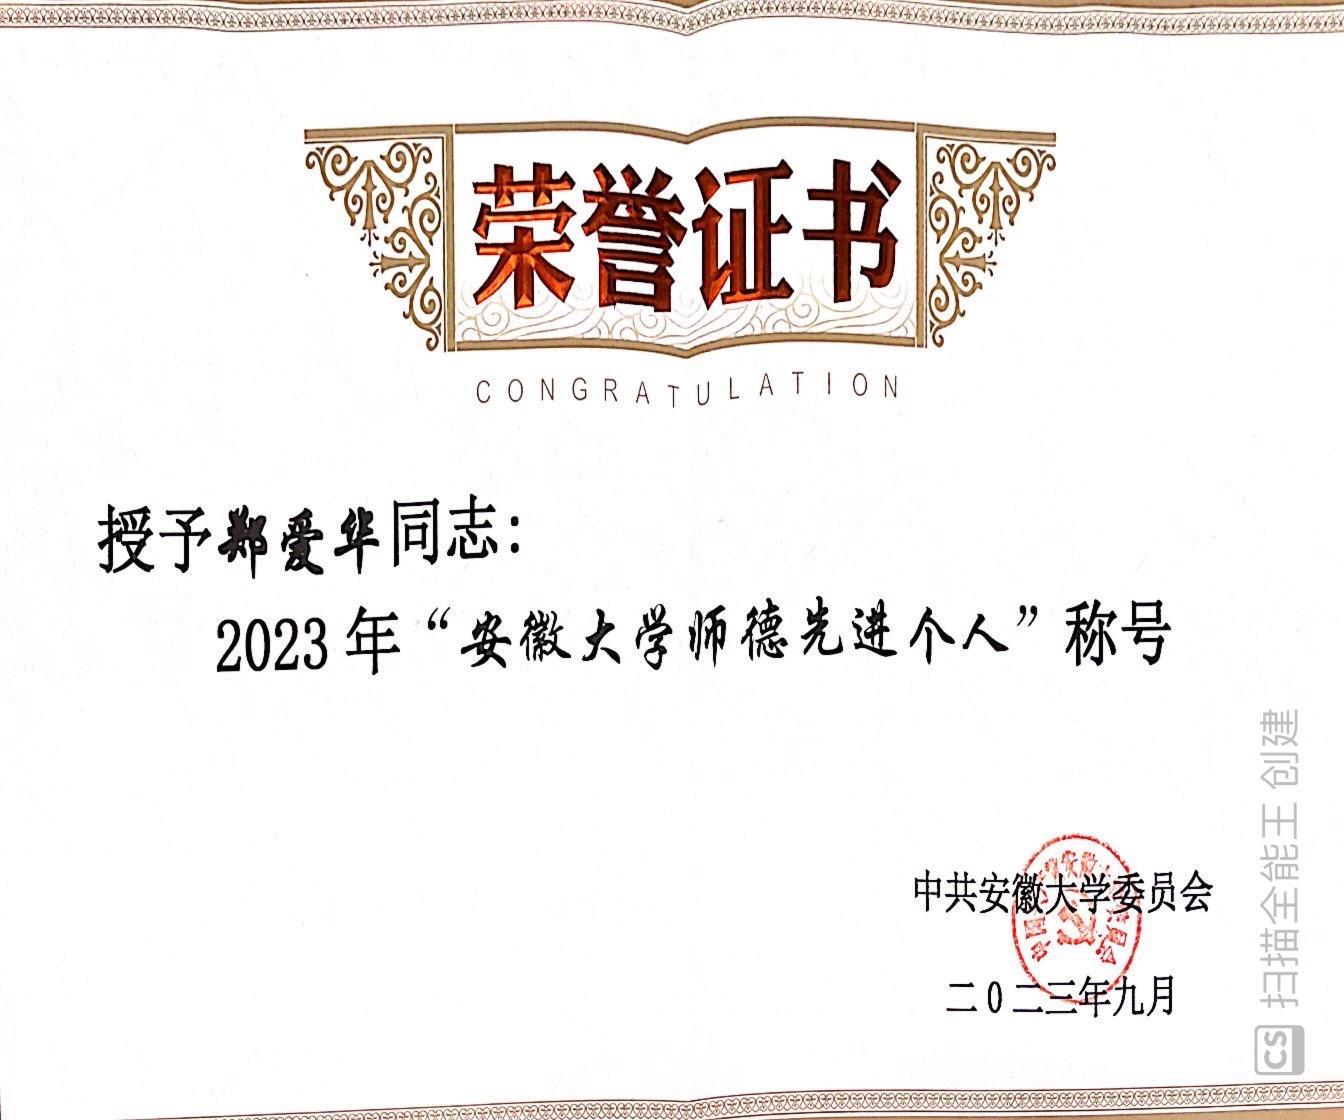 荣誉证书
CONGRATULATION
授予郑爱华同志：
2023年“安徽大学师德先进个人”称号
中共安徽大学委员会
二0二三年九月
CS 扫描全能王 创建